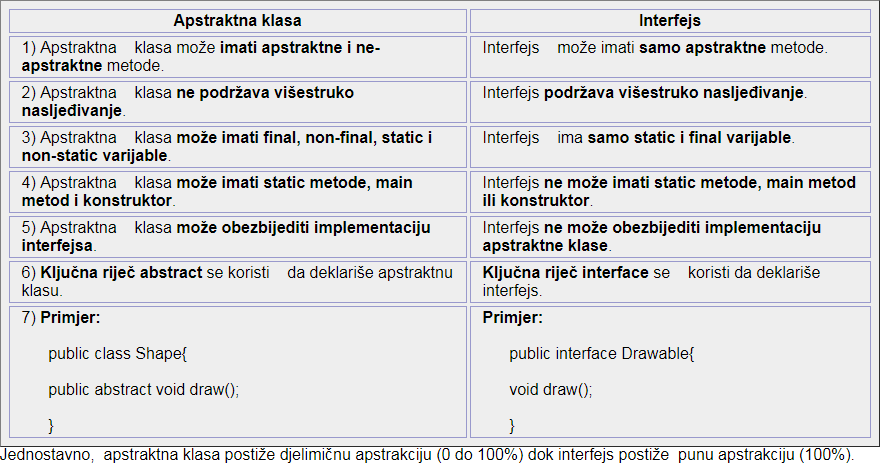 Apstraktna klasa
Interfejs
1) Apstraktna klasa može imati apstraktne i ne-
apstraktne metode.
Interfejs može imati samo apstraktne metode.
2) Apstraktna klasa ne podržava višestruko
nasljeđivanje.
Interfejs podržava višestruko nasljeđivanje.
3) Apstraktna klasa može imati final, non-final, static i
non-static varijable.
Interfejs ima samo static i final varijable.
4) Apstraktna klasa može imati static metode, main
metod i konstruktor.
Interfejs ne može imati static metode, main metod
ili konstruktor.
5) Apstraktna klasa može obezbijediti implementaciju
interfejsa.
Interfejs ne može obezbijediti implementaciju
apstraktne klase.
6) Ključna riječ abstract se koristi da deklariše apstraktnu
klasu.
Ključna riječ interface se koristi da deklariše
interfejs.
7) Primjer:
public class Shape{
public abstract void draw();
}
Primjer:
public interface Drawable{
void draw();
}
Jednostavno, apstraktna klasa postiže djelimičnu apstrakciju (0 do 100%) dok interfejs postiže punu apstrakciju (100%).